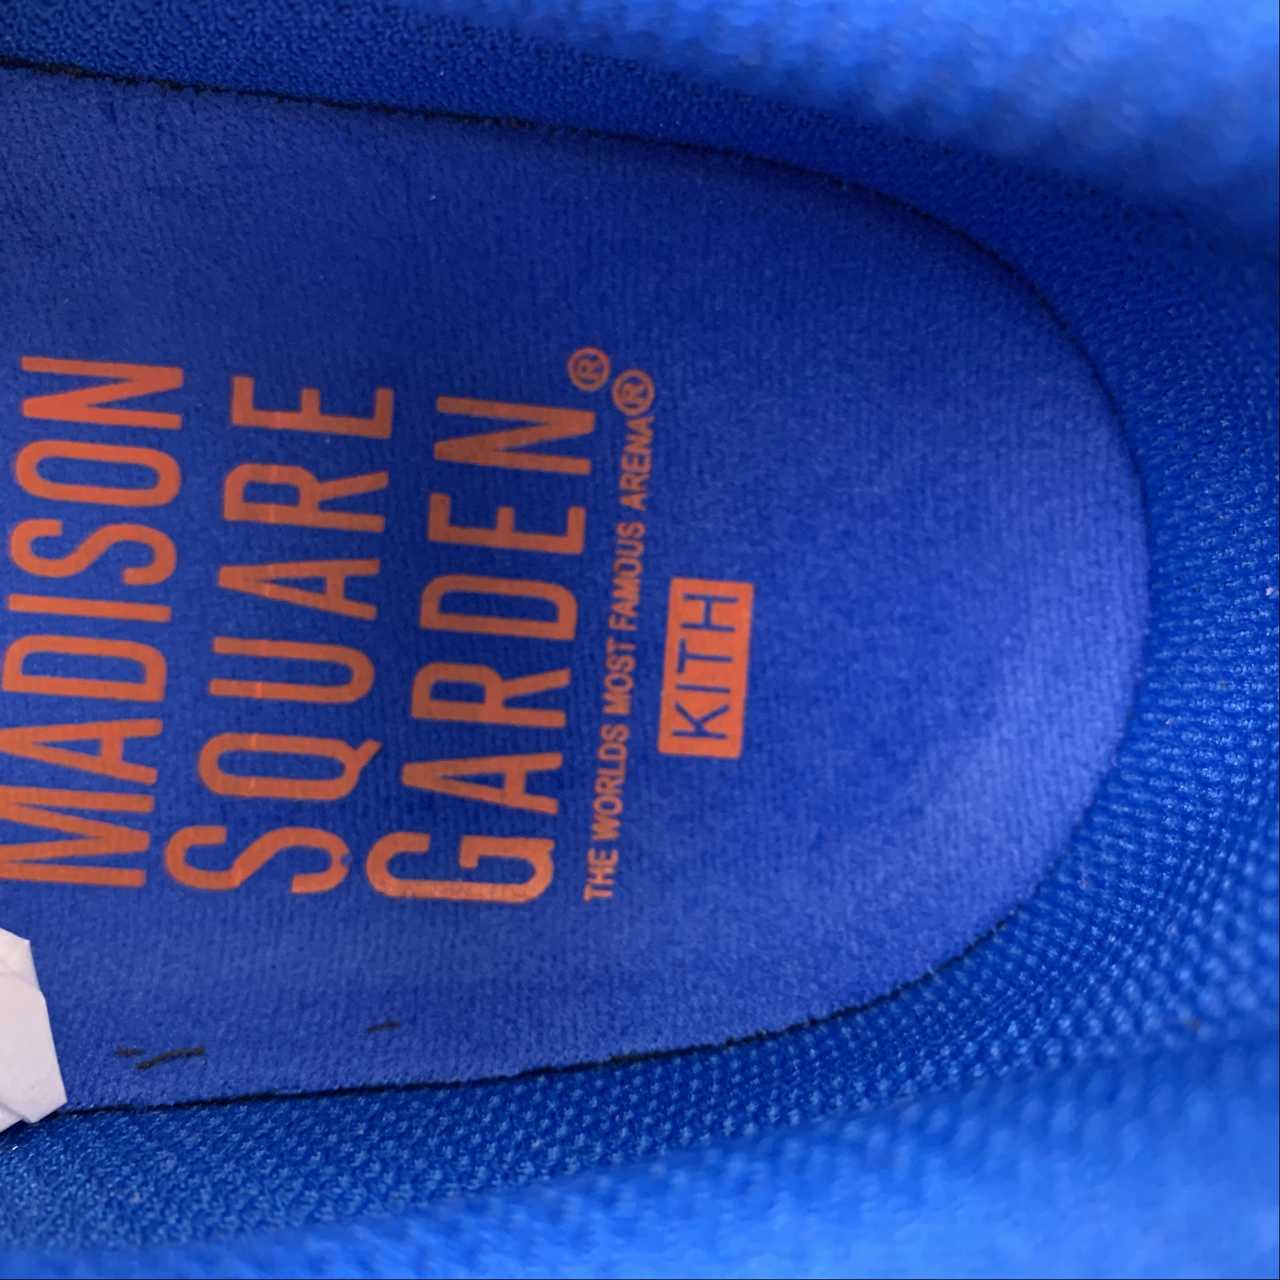 MADISON
SQUARE
GARDEN®
THE WORLDS MOST FAMOUS ARENA®
KITH